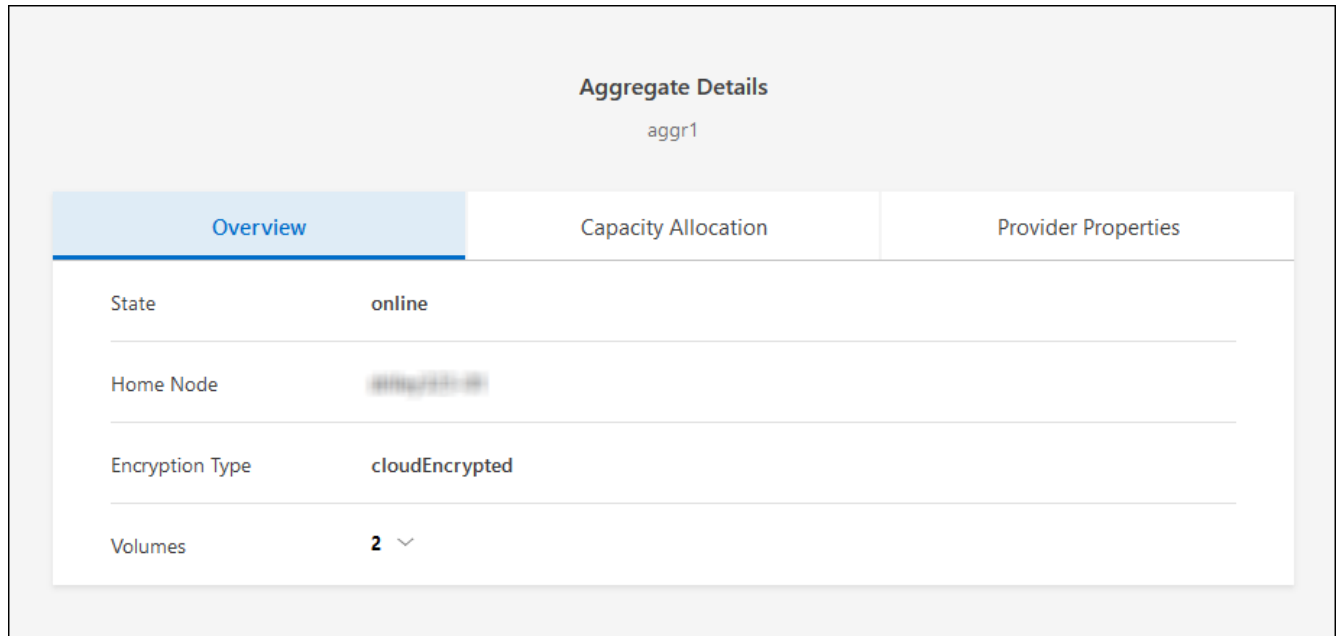 Aggregate Details
aggr1
Overview Capacity Allocation Provider Properties
State online
Home Node
Encryption Type cloudEncrypted
Volumes 2